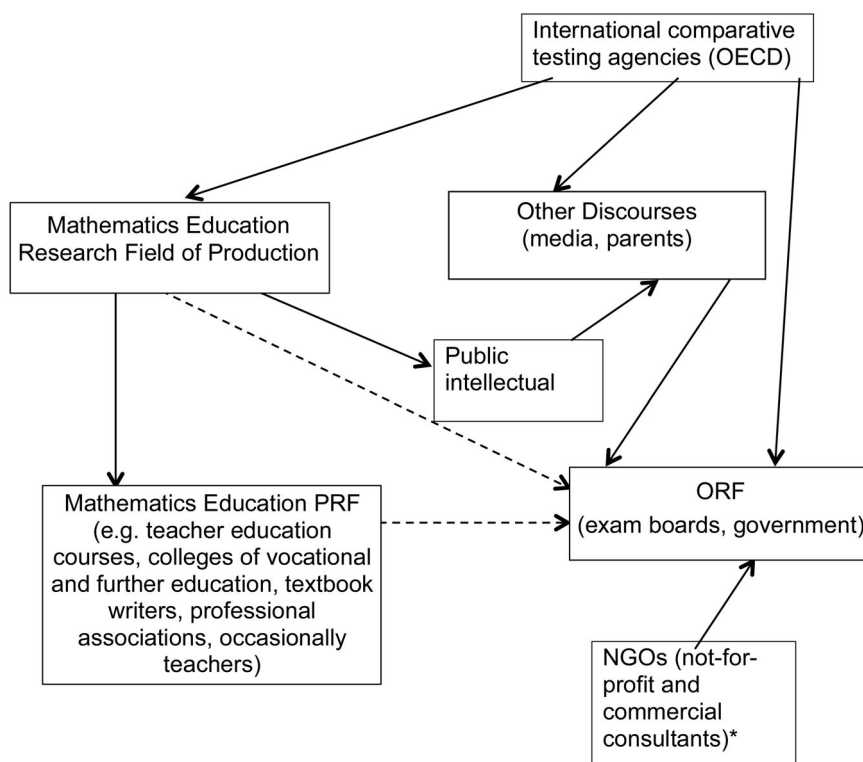 International comparative
testing agencies (OECD)
Mathematics Education
Research Field of Production
Other Discourses
(media, parents)
Public
intellectual
Mathematics Education PRF
(e.g. teacher education
courses, colleges of vocational
and further education, textbook
writers, professional
associations, occasionally
teachers)
ORF
(exam boards, government)
NGOs (not-for-
profit and
commercial
consultants)*